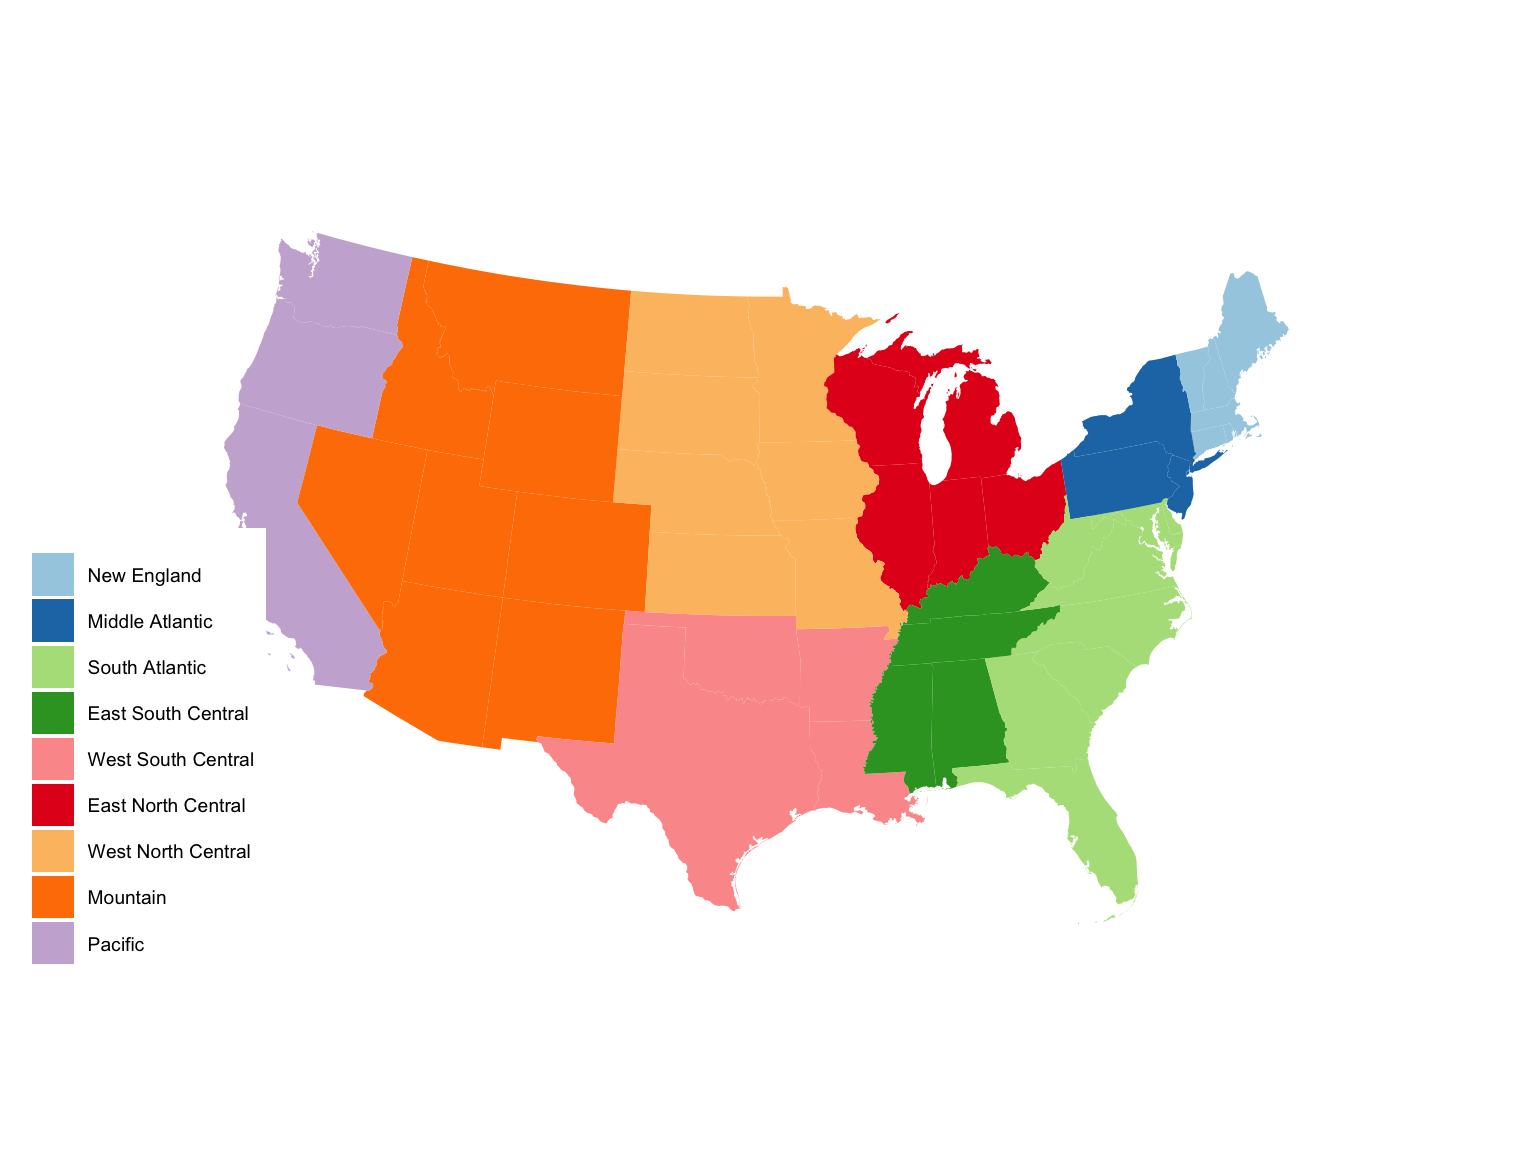 New England
Middle Atlantic
South Atlantic
East South Central
West South Central
East North Central
West North Central
Mountain
Pacific